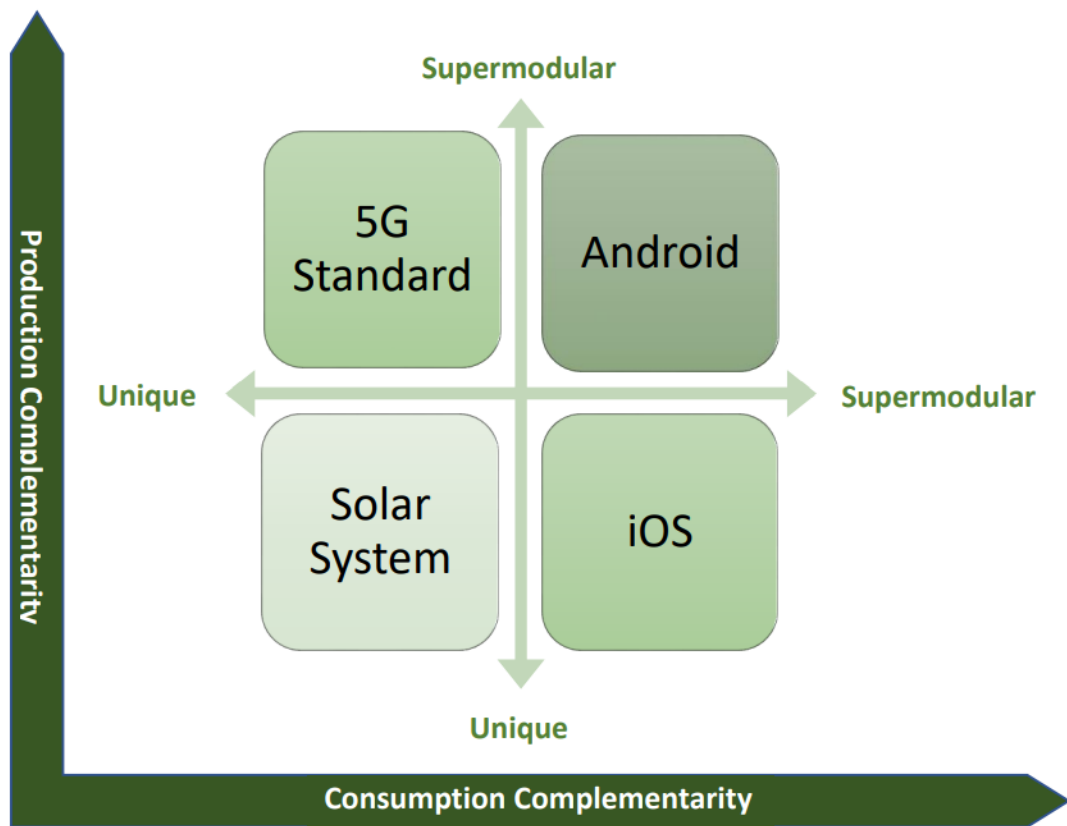 Supermodular
5G
Standard
Android
Production Complementarity
Unique
Supermodular
Solar
System
iOS
Unique
Consumption Complementarity